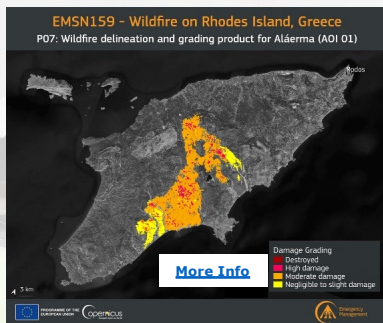 EMSN159 - Wildfire on Rhodes Island, Greece
P07: Wildfire delineation and grading product for Aláerma (AOI 01)
Rodos
Damage Grading
Destroyed
High damage
Moderate damage
Negligible to slight damage
More Info
3 km
PROGRAMME OF THE
EUROPEAN UNION
Copernicus
Emergency
Management